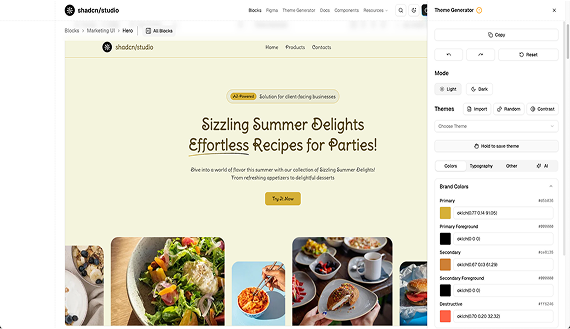 shadcn/studio
Blocks Figma Theme Generator Docs Components Resources
Blocks › Marketing UI › Hero All Blocks
shadcn/studio
Home Products Contacts
AI-Powered Solution for client-facing businesses
Sizzling Summer Delights
Effortless Recipes for Parties!
Dive into a world of flavor this summer with our collection of Sizzling Summer Delights!
From refreshing appetizers to delightful desserts
Try It Now
Theme Generator
Copy
Reset
Mode
Light Dark
Themes Import Random Contrast
Choose Theme
Hold to save theme
Colors Typography Other AI
Brand Colors
Primary
oklch(0.77 0.14 91.05)
Primary Foreground #000000
oklch(0 0 0)
Secondary
oklch(0.67 0.13 61.29)
Secondary Foreground #000000
oklch(0 0 0)
Destructive
oklch(0.70 0.20 32.32)